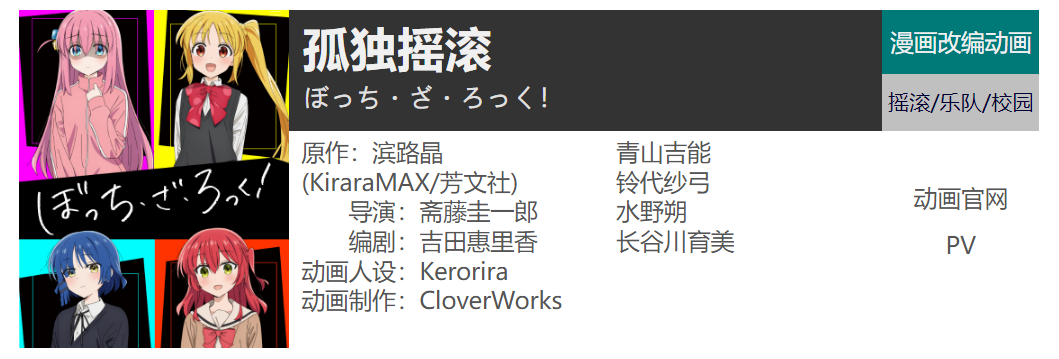 孤独摇滚
ぼっち・ざ・ろっく!
漫画改编动画
摇滚/乐队/校园
ぼっち・ざ・ろっく!
原作：滨路晶
(KiraraMAX/芳文社)
导演：斋藤圭一郎
编剧：吉田惠里香
动画人设：Kerorira
动画制作：CloverWorks
青山吉能
铃代纱弓
水野朔
长谷川育美
动画官网
PV